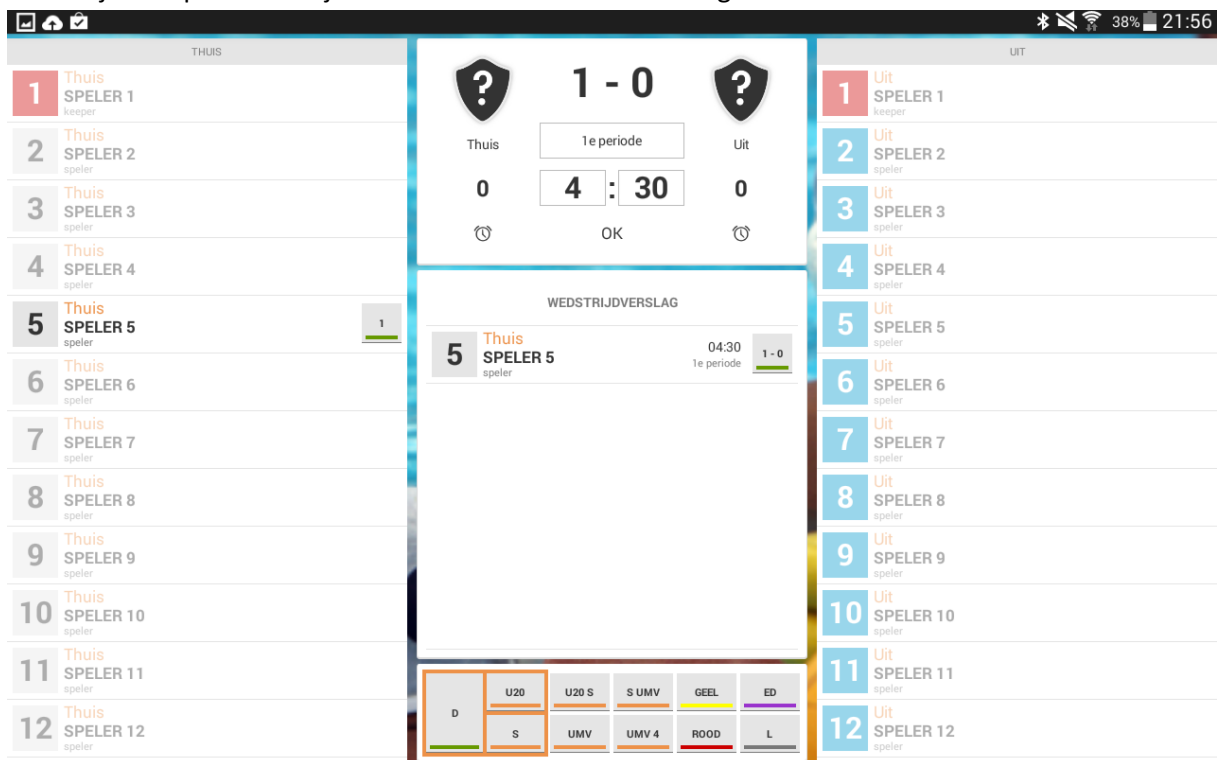 38% 21:56
THUIS
1 Thuis
SPELER 1
keeper
2 Thuis
SPELER 2
speler
3 Thuis
SPELER 3
speler
4 Thuis
SPELER 4
speler
5 Thuis
SPELER 5
speler
1
6 Thuis
SPELER 6
speler
7 Thuis
SPELER 7
speler
8 Thuis
SPELER 8
speler
9 Thuis
SPELER 9
speler
10 Thuis
SPELER 10
speler
11 Thuis
SPELER 11
speler
12 Thuis
SPELER 12
speler
? 1 - 0 ?
Thuis 1e periode Uit
0 4 : 30 0
OK
WEDSTRIJDVERSLAG
5 Thuis
SPELER 5
speler
04:30
1e periode
1 - 0
D
U20 U20 S S UMV GEEL ED
S UMV UMV 4 ROOD L
UIT
1 Uit
SPELER 1
keeper
2 Uit
SPELER 2
speler
3 Uit
SPELER 3
speler
4 Uit
SPELER 4
speler
5 Uit
SPELER 5
speler
6 Uit
SPELER 6
speler
7 Uit
SPELER 7
speler
8 Uit
SPELER 8
speler
9 Uit
SPELER 9
speler
10 Uit
SPELER 10
speler
11 Uit
SPELER 11
speler
12 Uit
SPELER 12
speler